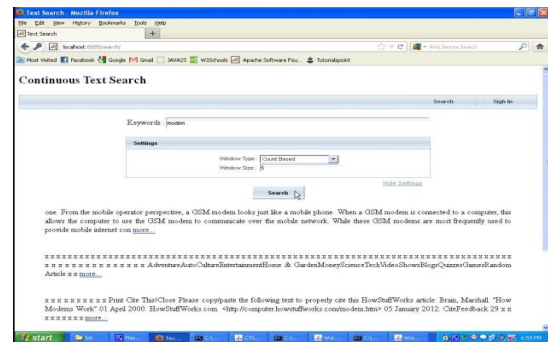 Text Search - Mozilla Firefox
File Edit View History Bookmarks Tools Help
Text Search
localhost:8085/search/
AVG Secure Search
Most Visited Facebook Google Gmail JAVA2S W3Schools Apache Software Fou... Tutorialspoint
Continuous Text Search
Search Sign In
Keywords : modem
Settings
Window Type : Count Based
Window Size : 5
Hide Settings
Search
one. From the mobile operator perspective, a GSM modem looks just like a mobile phone. When a GSM modem is connected to a computer, this
allows the computer to use the GSM modem to communicate over the mobile network. While these GSM modems are most frequently used to
provide mobile internet con more...
x x x x x x x x x x x x x x x x x x x x x x x x x x x x x x x x x x x x x x x x x x x x x x x x x x x x x x x x x x x x x x x x x x x x x x
x x x x x x x x x x x x x x x AdventureAutoCultureEntertainmentHome & GardenMoneyScienceTechVideoShowsBlogsQuizzesGamesRandom
Article x x more...
x x x x x x x x x x Print Cite This!Close Please copy/paste the following text to properly cite this HowStuffWorks article: Brain, Marshall. "How
Modems Work" 01 April 2000. HowStuffWorks.com. <http://computer.howstuffworks.com/modem.htm> 05 January 2012. CiteFeedback 29 x x
x x x x x x x more...
start
6:59 PM